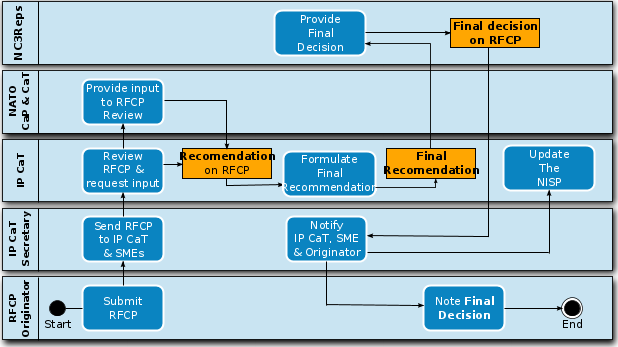 NC3Reps
Provide
Final
Decision
Final decision
on RFCP
NATO
CaP & CaT
Provide input
to RFCP
Review
IP CaT
Review
RFCP &
request input
Recomendation
on RFCP
Formulate
Final
Recommendation
Final
Recomendation
Update
The
NISP
IP CaT
Secretary
Send RFCP
to IP CaT
& SMEs
Notify
IP CaT, SME
& Originator
RFCP
Originator
Start
Submit
RFCP
Note Final
Decision
End